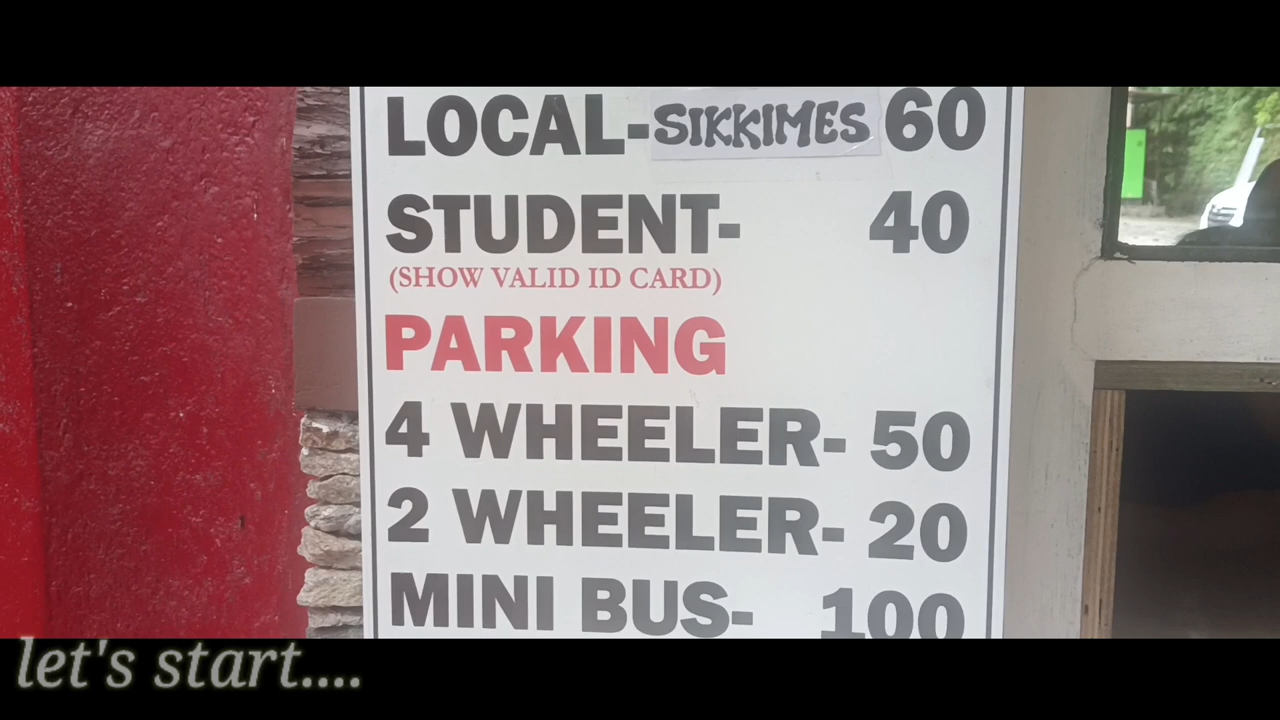 LOCAL-SIKKIMES 60
STUDENT- 40
(SHOW VALID ID CARD)
PARKING
4 WHEELER- 50
2 WHEELER- 20
MINI BUS- 100
let's start....